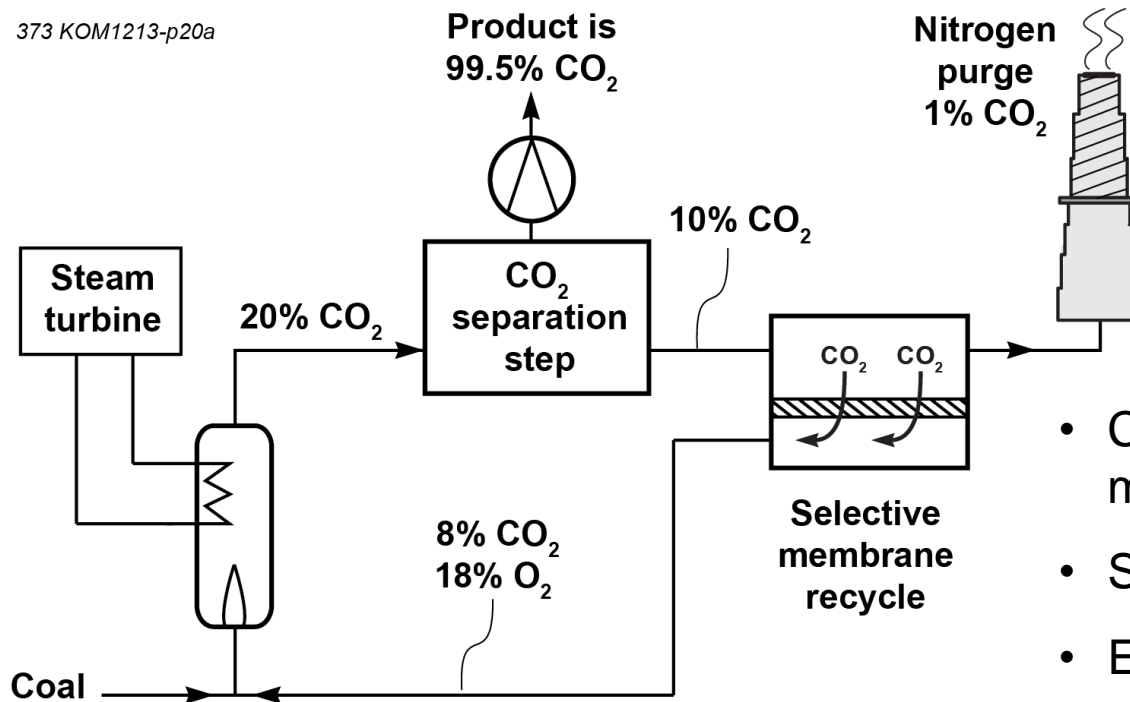 373 KOM1213-p20a
Product is
99.5% CO₂
Nitrogen
purge
1% CO₂
10% CO₂
Steam
turbine
20% CO₂
CO₂
separation
step
CO₂ CO₂
Selective
membrane
recycle
8% CO₂
18% O₂
Coal
• C
m
• S
• E